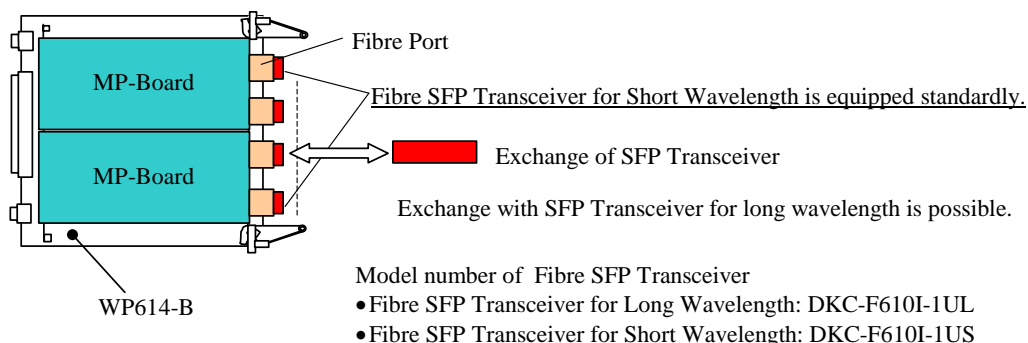 Fibre Port
MP-Board
Fibre SFP Transceiver for Short Wavelength is equipped standardly.
Exchange of SFP Transceiver
MP-Board
Exchange with SFP Transceiver for long wavelength is possible.
Model number of Fibre SFP Transceiver
WP614-B
•Fibre SFP Transceiver for Long Wavelength: DKC-F610I-1UL
•Fibre SFP Transceiver for Short Wavelength: DKC-F610I-1US